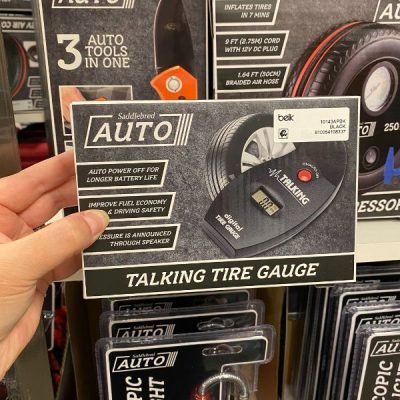 AUTO
3 AUTO
TOOLS
IN ONE
INFLATES TIRES
IN 7 MINS
9 FT (2.75M) CORD
WITH 12V DC PLUG
1.64 FT (50CM)
BRAIDED AIR HOSE
250
Saddlebred
AUTO
belk
BLACK
AUTO POWER OFF FOR
LONGER BATTERY LIFE
IMPROVE FUEL ECONOMY
& DRIVING SAFETY
PRESSURE IS ANNOUNCED
THROUGH SPEAKER
TALKING
digital
TIRE GAUGE
TALKING TIRE GAUGE
Saddlebred
AUTO
Saddlebred
AUTO